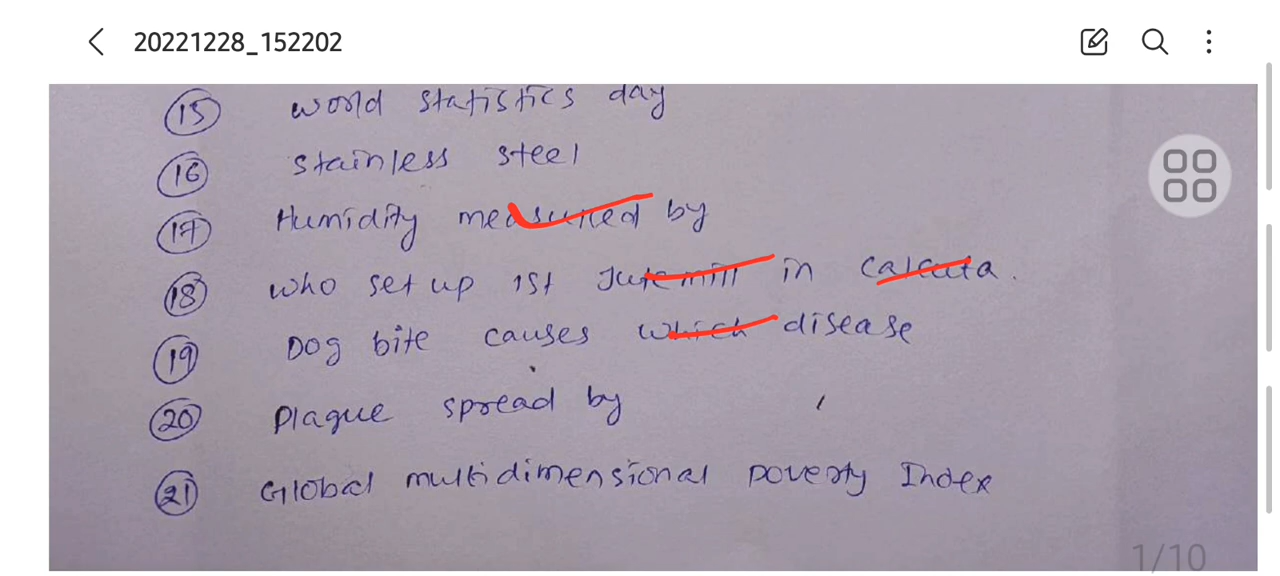 20221228_152202
15 World statistics day
16 stainless steel
17 Humidity measured by
18 who set up 1st Jute mill in calcuta.
19 Dog bite causes which disease
20 Plague spread by
21 Global multidimensional poverty Index
1/10